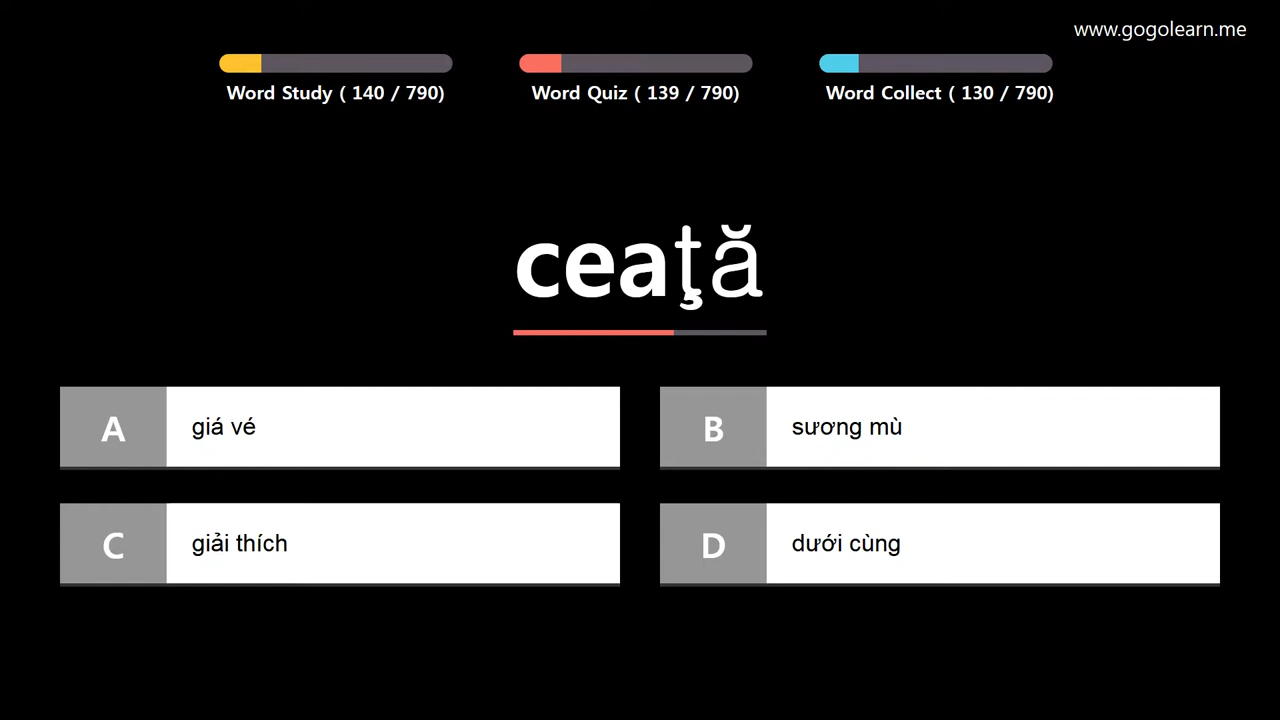 www.gogolearn.me
Word Study ( 140 / 790)
Word Quiz ( 139 / 790)
Word Collect ( 130 / 790)
ceaţă
A
giá vé
B
sương mù
C
giải thích
D
dưới cùng